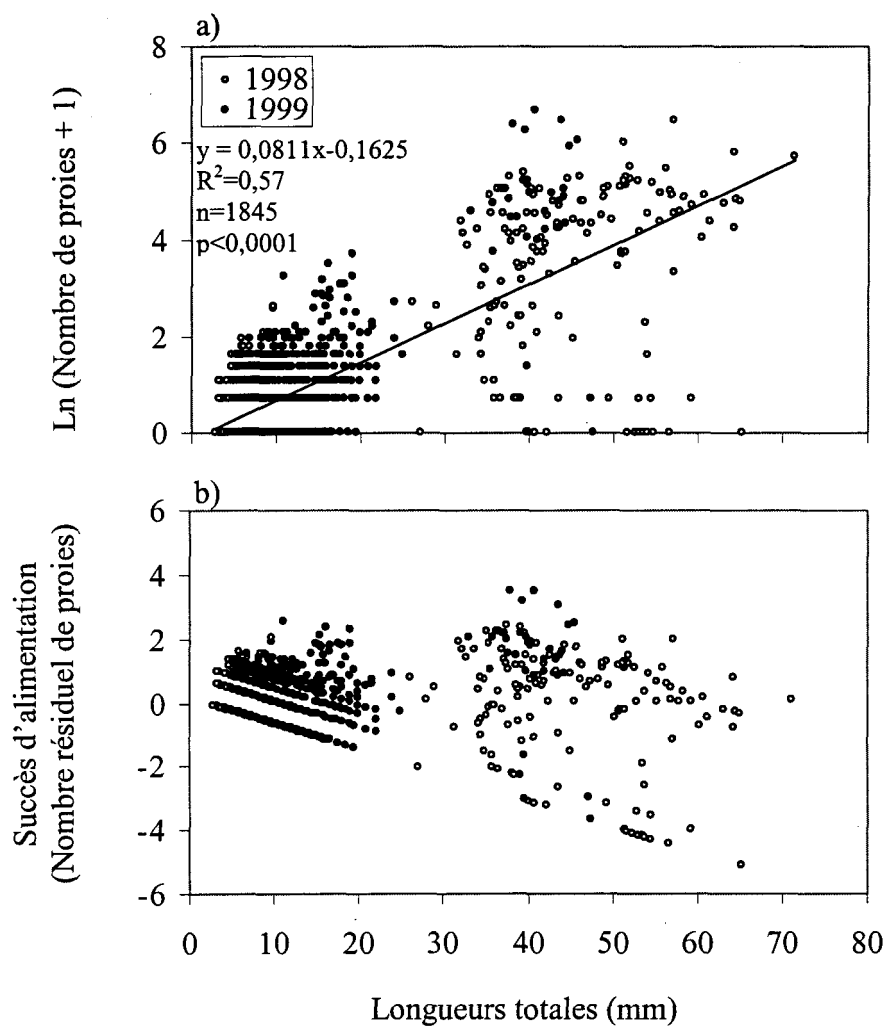 a)
8
6
4
2
0
Ln (Nombre de proies + 1)
1998
1999
y = 0,0811x-0,1625
R²=0,57
n=1845
p<0,0001
b)
6
4
2
0
-2
-4
-6
Succès d'alimentation
(Nombre résiduel de proies)
0 10 20 30 40 50 60 70 80
Longueurs totales (mm)